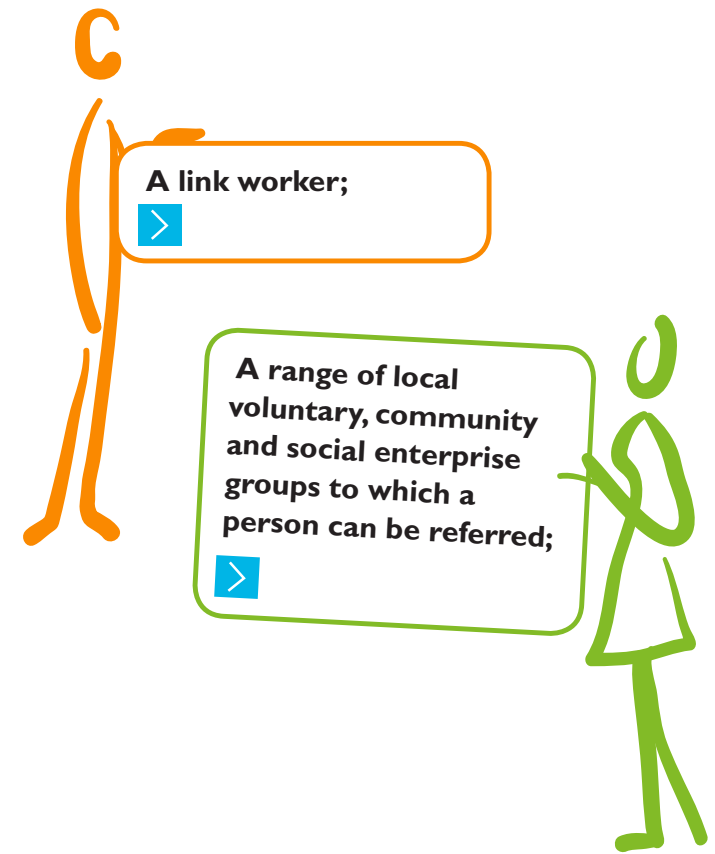 A link worker;
A range of local
voluntary, community
and social enterprise
groups to which a
person can be referred;